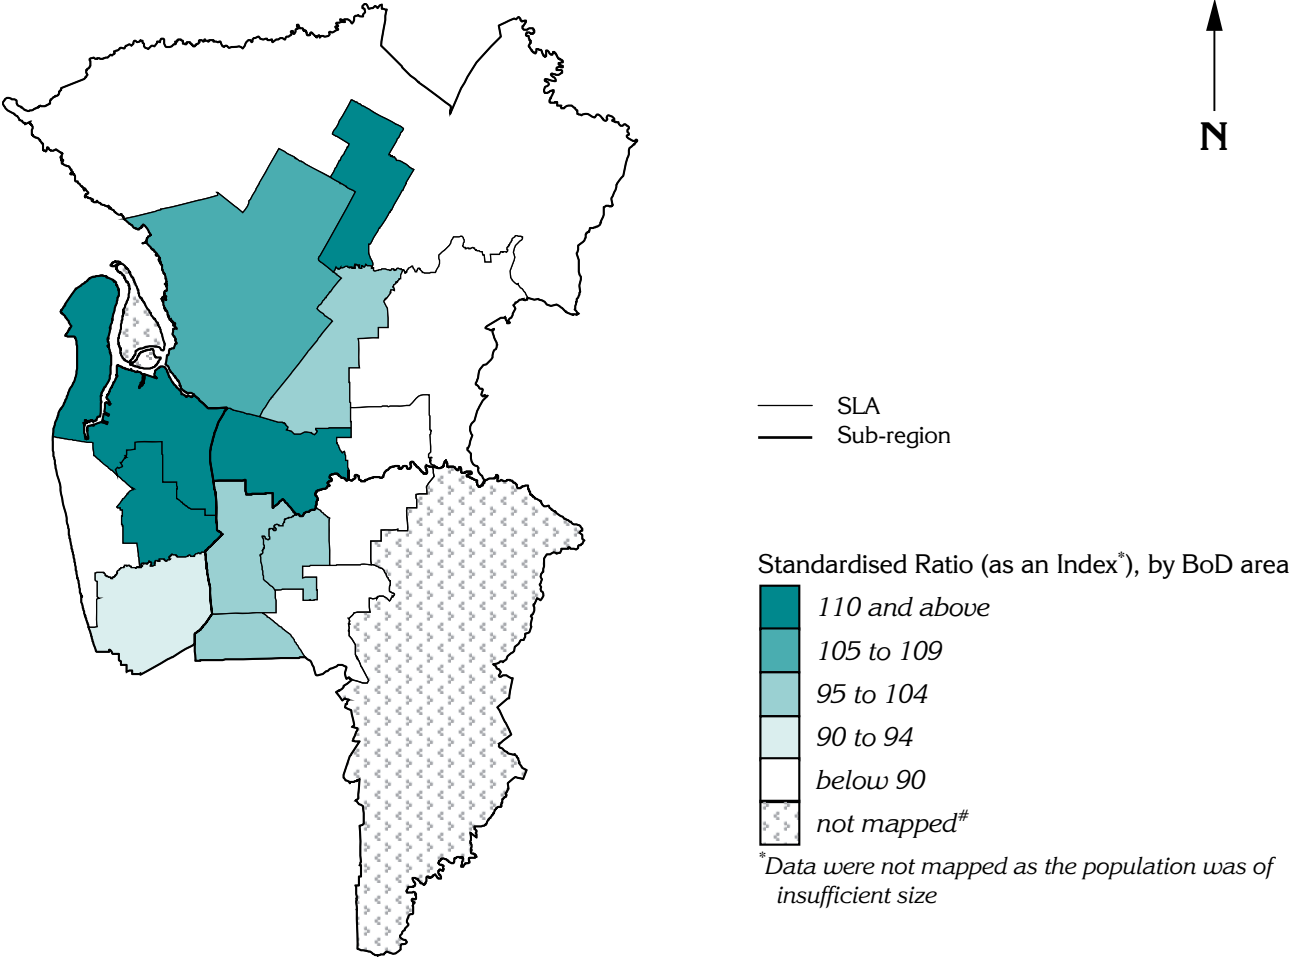 N
SLA
Sub-region
Standardised Ratio (as an Index*), by BoD area
110 and above
105 to 109
95 to 104
90 to 94
below 90
not mapped#
*Data were not mapped as the population was of
insufficient size